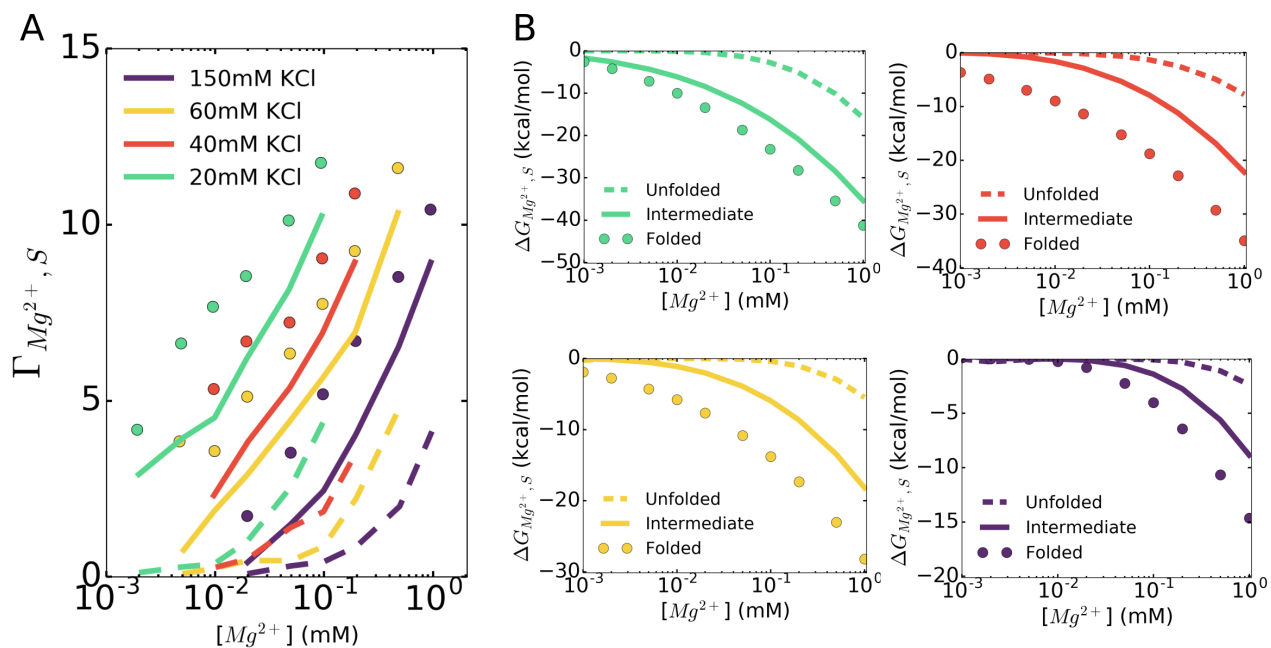 A
15
10
5
0
Γ_{Mg^{2+}, S}
150mM KCl
60mM KCl
40mM KCl
20mM KCl
10^{-3} 10^{-2} 10^{-1} 10^{0}
[Mg^{2+}] (mM)
B
0
−10
−20
−30
−40
−50
ΔG_{Mg^{2+}, S} (kcal/mol)
Unfolded
Intermediate
Folded
10^{-3} 10^{-2} 10^{-1} 10^{0}
[Mg^{2+}] (mM)
0
−10
−20
−30
−40
ΔG_{Mg^{2+}, S} (kcal/mol)
Unfolded
Intermediate
Folded
10^{-3} 10^{-2} 10^{-1} 10^{0}
[Mg^{2+}] (mM)
0
−10
−20
−30
ΔG_{Mg^{2+}, S} (kcal/mol)
Unfolded
Intermediate
Folded
10^{-3} 10^{-2} 10^{-1} 10^{0}
[Mg^{2+}] (mM)
0
−5
−10
−15
−20
ΔG_{Mg^{2+}, S} (kcal/mol)
Unfolded
Intermediate
Folded
10^{-3} 10^{-2} 10^{-1} 10^{0}
[Mg^{2+}] (mM)